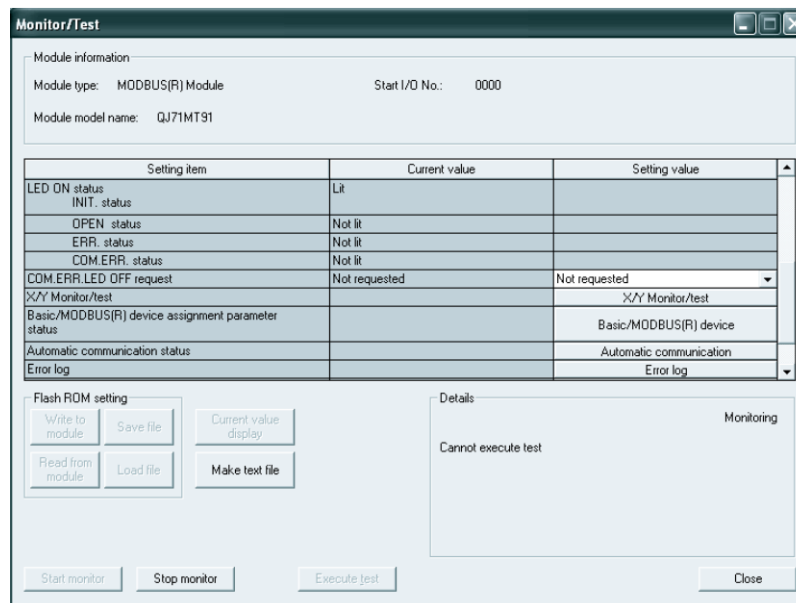 Monitor/Test
Module information
Module type: MODBUS(R) Module Start I/O No.: 0000
Module model name: QJ71MT91
Setting item Current value Setting value
LED ON status Lit
INIT. status
OPEN status Not lit
ERR. status Not lit
COM.ERR. status Not lit
COM.ERR.LED OFF request Not requested Not requested
X/Y Monitor/test X/Y Monitor/test
Basic/MODBUS(R) device assignment parameter
status Basic/MODBUS(R) device
Automatic communication status Automatic communication
Error log Error log
Flash ROM setting Details
Write to
module Save file Current value
display Monitoring
Cannot execute test
Read from
module Load file Make text file
Start monitor Stop monitor Execute test Close